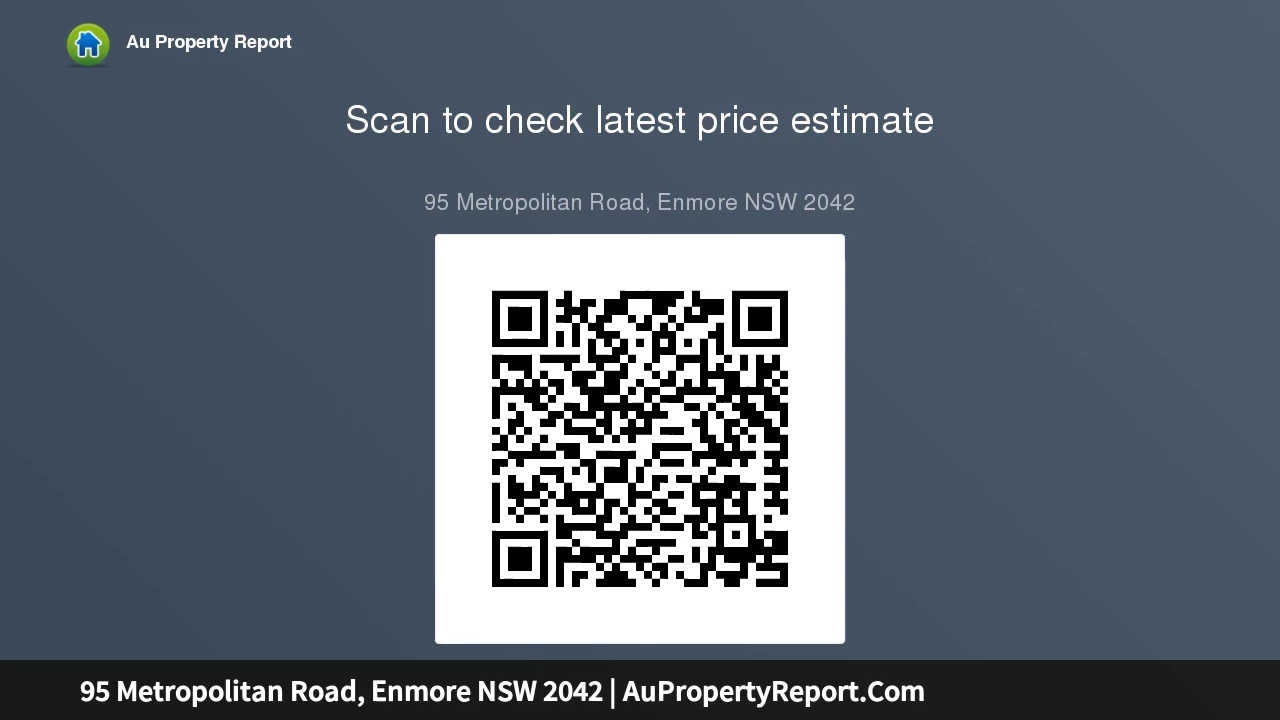 Au Property Report
Scan to check latest price estimate
95 Metropolitan Road, Enmore NSW 2042
95 Metropolitan Road, Enmore NSW 2042 | AuPropertyReport.Com